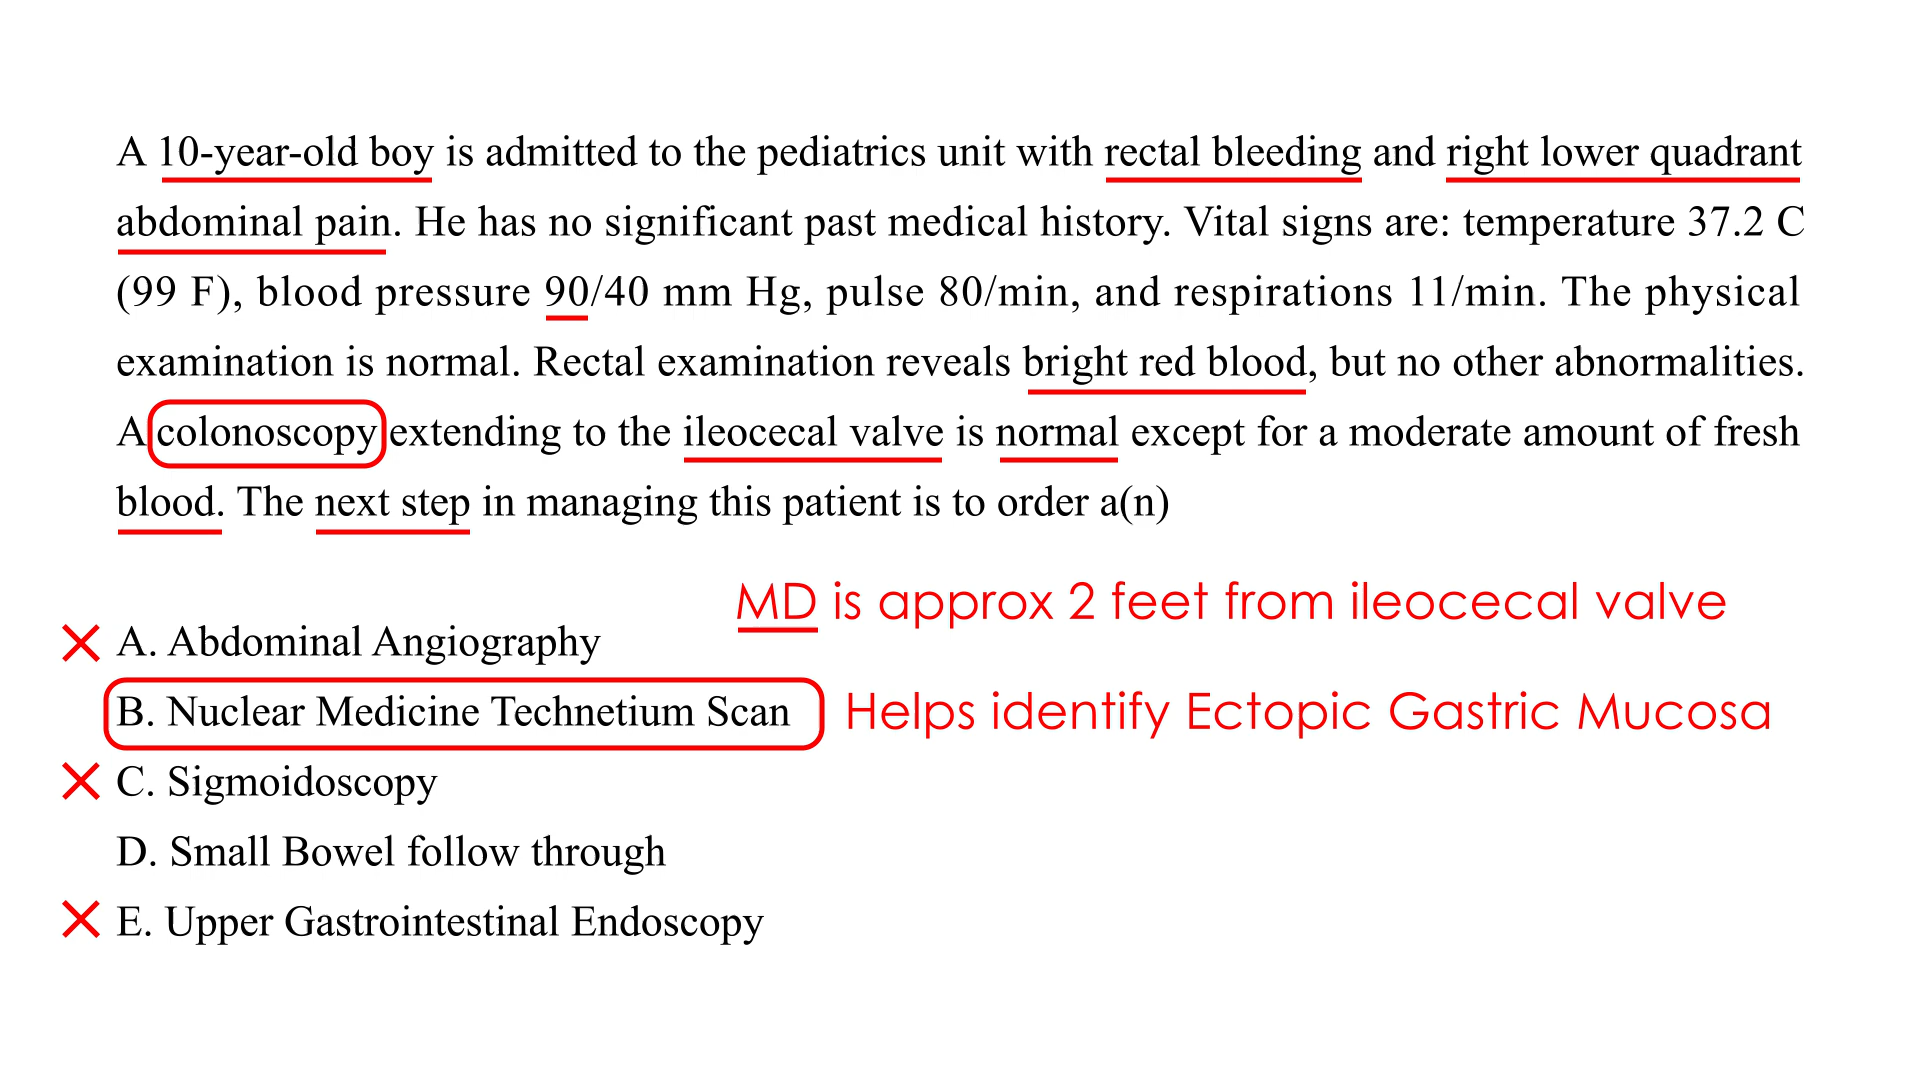 A 10-year-old boy is admitted to the pediatrics unit with rectal bleeding and right lower quadrant
abdominal pain. He has no significant past medical history. Vital signs are: temperature 37.2 C
(99 F), blood pressure 90/40 mm Hg, pulse 80/min, and respirations 11/min. The physical
examination is normal. Rectal examination reveals bright red blood, but no other abnormalities.
A colonoscopy extending to the ileocecal valve is normal except for a moderate amount of fresh
blood. The next step in managing this patient is to order a(n)
MD is approx 2 feet from ileocecal valve
A. Abdominal Angiography
B. Nuclear Medicine Technetium Scan
Helps identify Ectopic Gastric Mucosa
C. Sigmoidoscopy
D. Small Bowel follow through
E. Upper Gastrointestinal Endoscopy